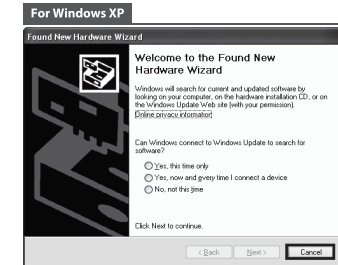 For Windows XP
Found New Hardware Wizard
Welcome to the Found New
Hardware Wizard
Windows will search for current and updated software by
looking on your computer, on the hardware installation CD, or on
the Windows Update Web site (with your permission).
Online privacy information
Can Windows connect to Windows Update to search for
software?
Yes, this time only
Yes, now and every time I connect a device
No, not this time
Click Next to continue.
< Back Next > Cancel